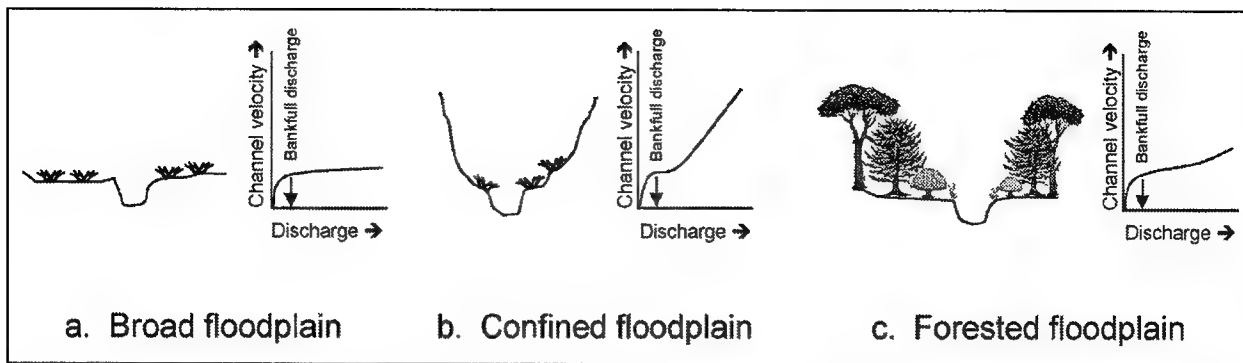 Channel velocity →
Bankfull discharge
Discharge →
a. Broad floodplain
Channel velocity →
Bankfull discharge
Discharge →
b. Confined floodplain
Channel velocity →
Bankfull discharge
Discharge →
c. Forested floodplain